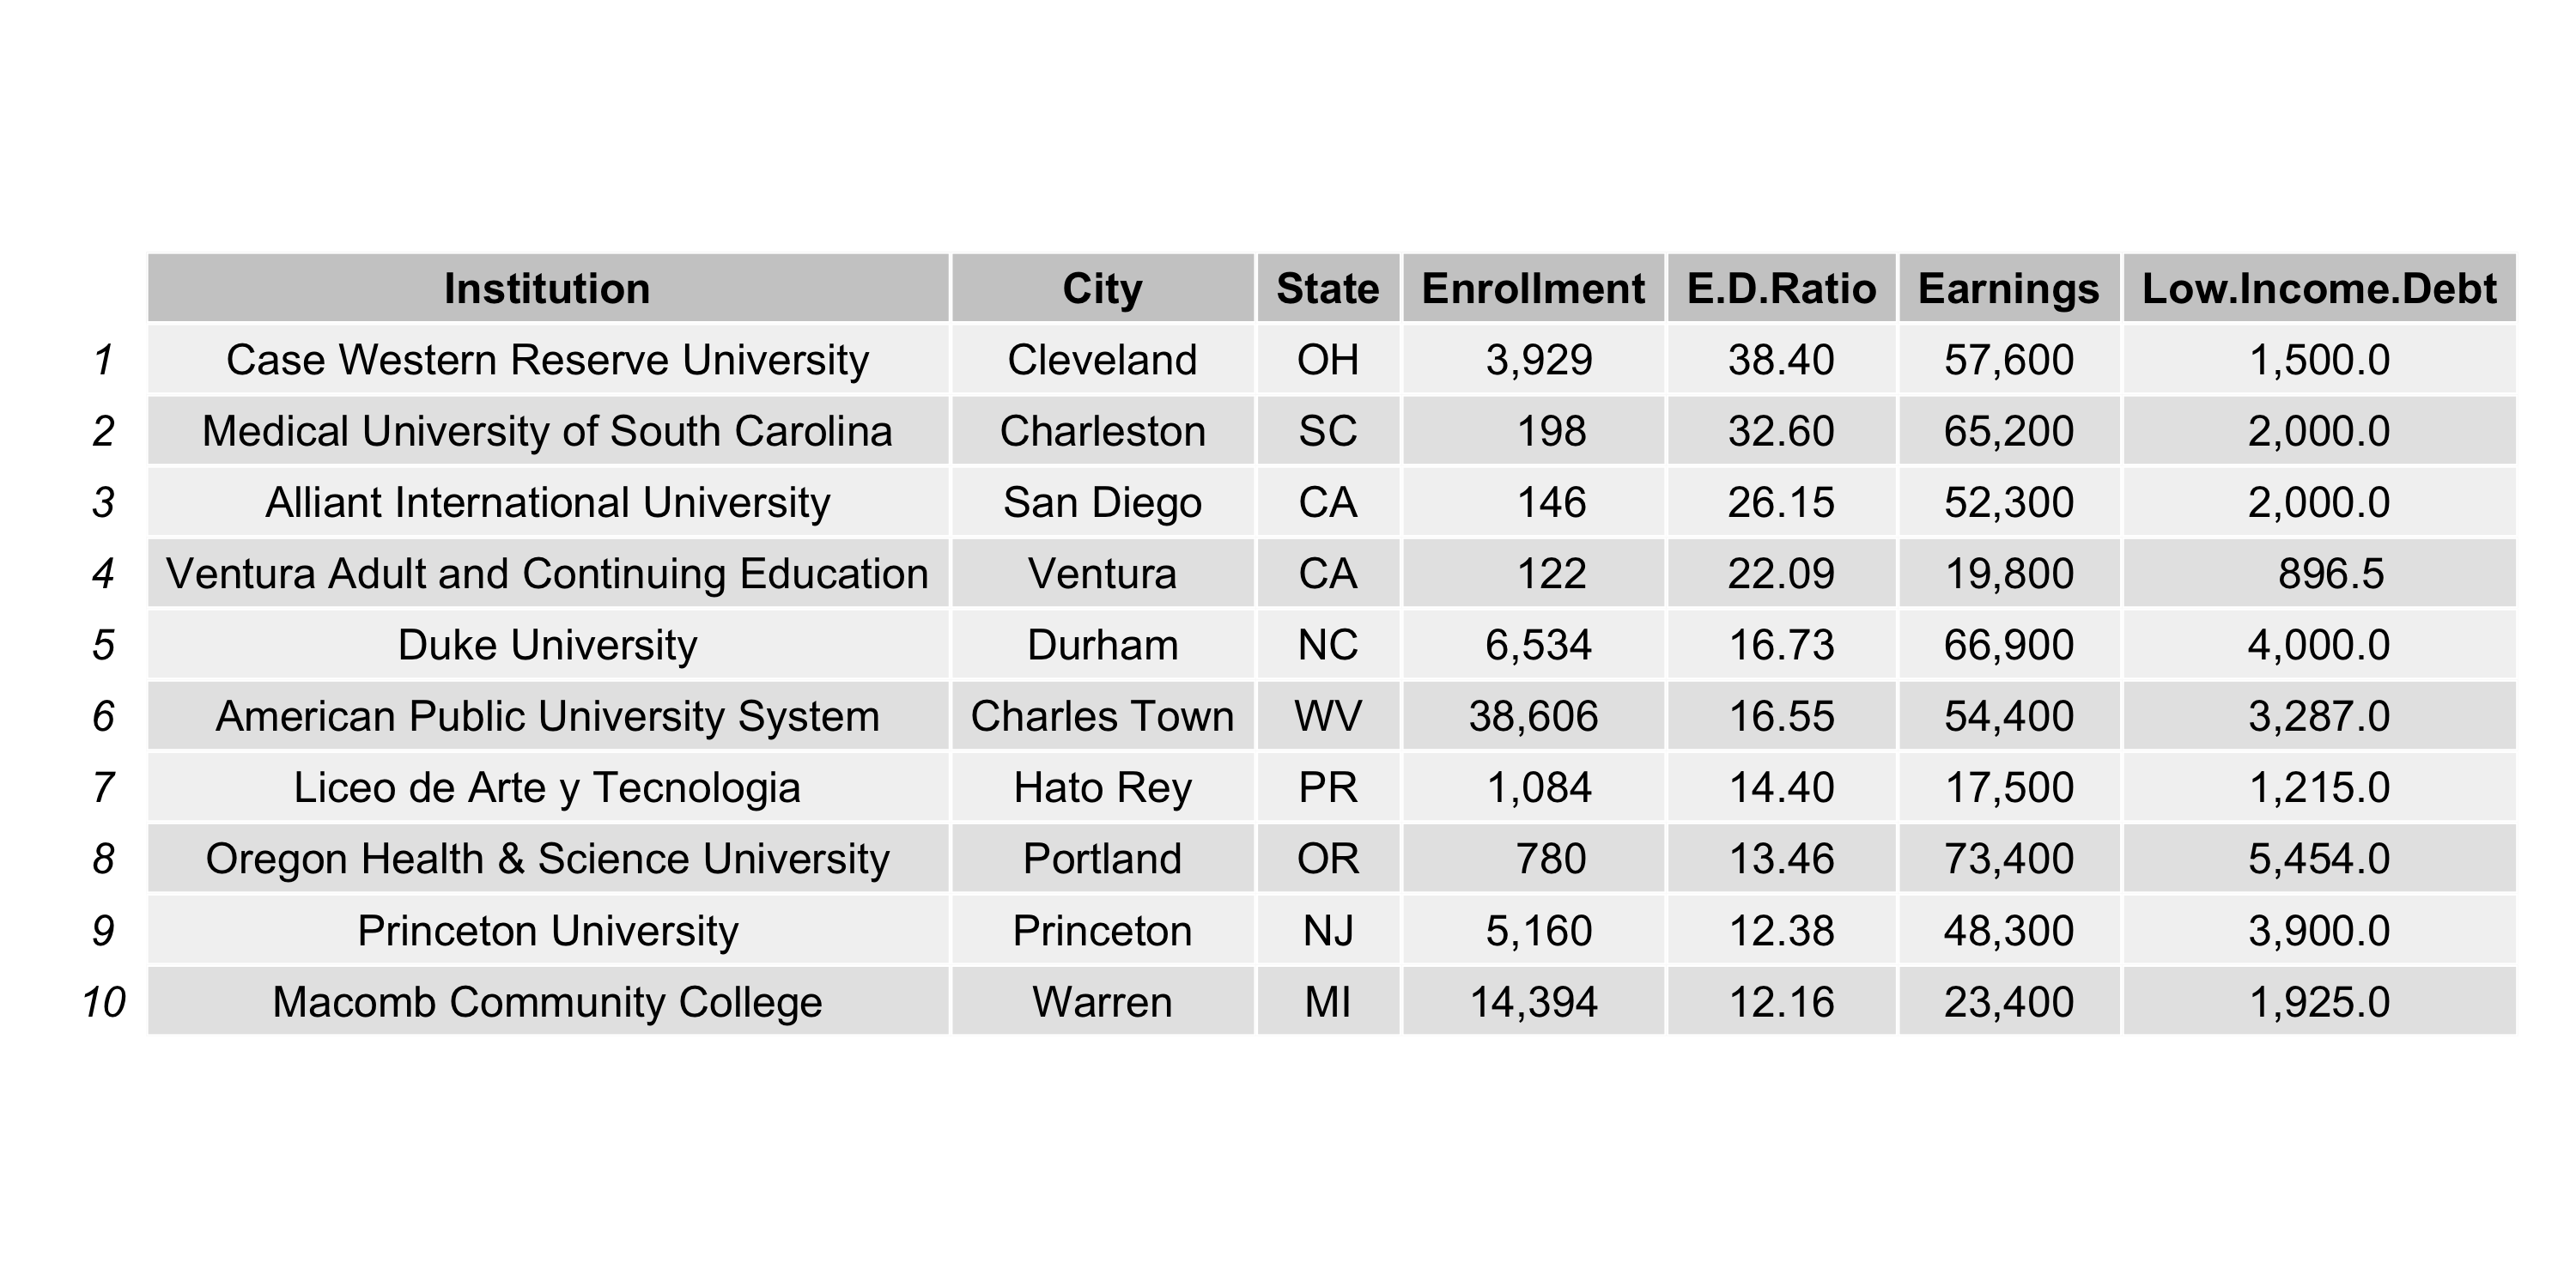 Institution City State Enrollment E.D.Ratio Earnings Low.Income.Debt
1 Case Western Reserve University Cleveland OH 3,929 38.40 57,600 1,500.0
2 Medical University of South Carolina Charleston SC 198 32.60 65,200 2,000.0
3 Alliant International University San Diego CA 146 26.15 52,300 2,000.0
4 Ventura Adult and Continuing Education Ventura CA 122 22.09 19,800 896.5
5 Duke University Durham NC 6,534 16.73 66,900 4,000.0
6 American Public University System Charles Town WV 38,606 16.55 54,400 3,287.0
7 Liceo de Arte y Tecnologia Hato Rey PR 1,084 14.40 17,500 1,215.0
8 Oregon Health & Science University Portland OR 780 13.46 73,400 5,454.0
9 Princeton University Princeton NJ 5,160 12.38 48,300 3,900.0
10 Macomb Community College Warren MI 14,394 12.16 23,400 1,925.0